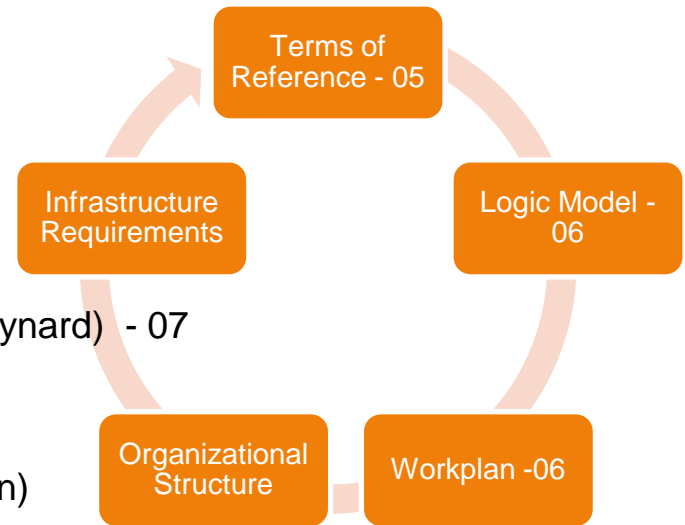 Terms of
Reference - 05
Infrastructure
Requirements
Logic Model -
06
ynard)  - 07
Organizational
Structure
Workplan -06
n)